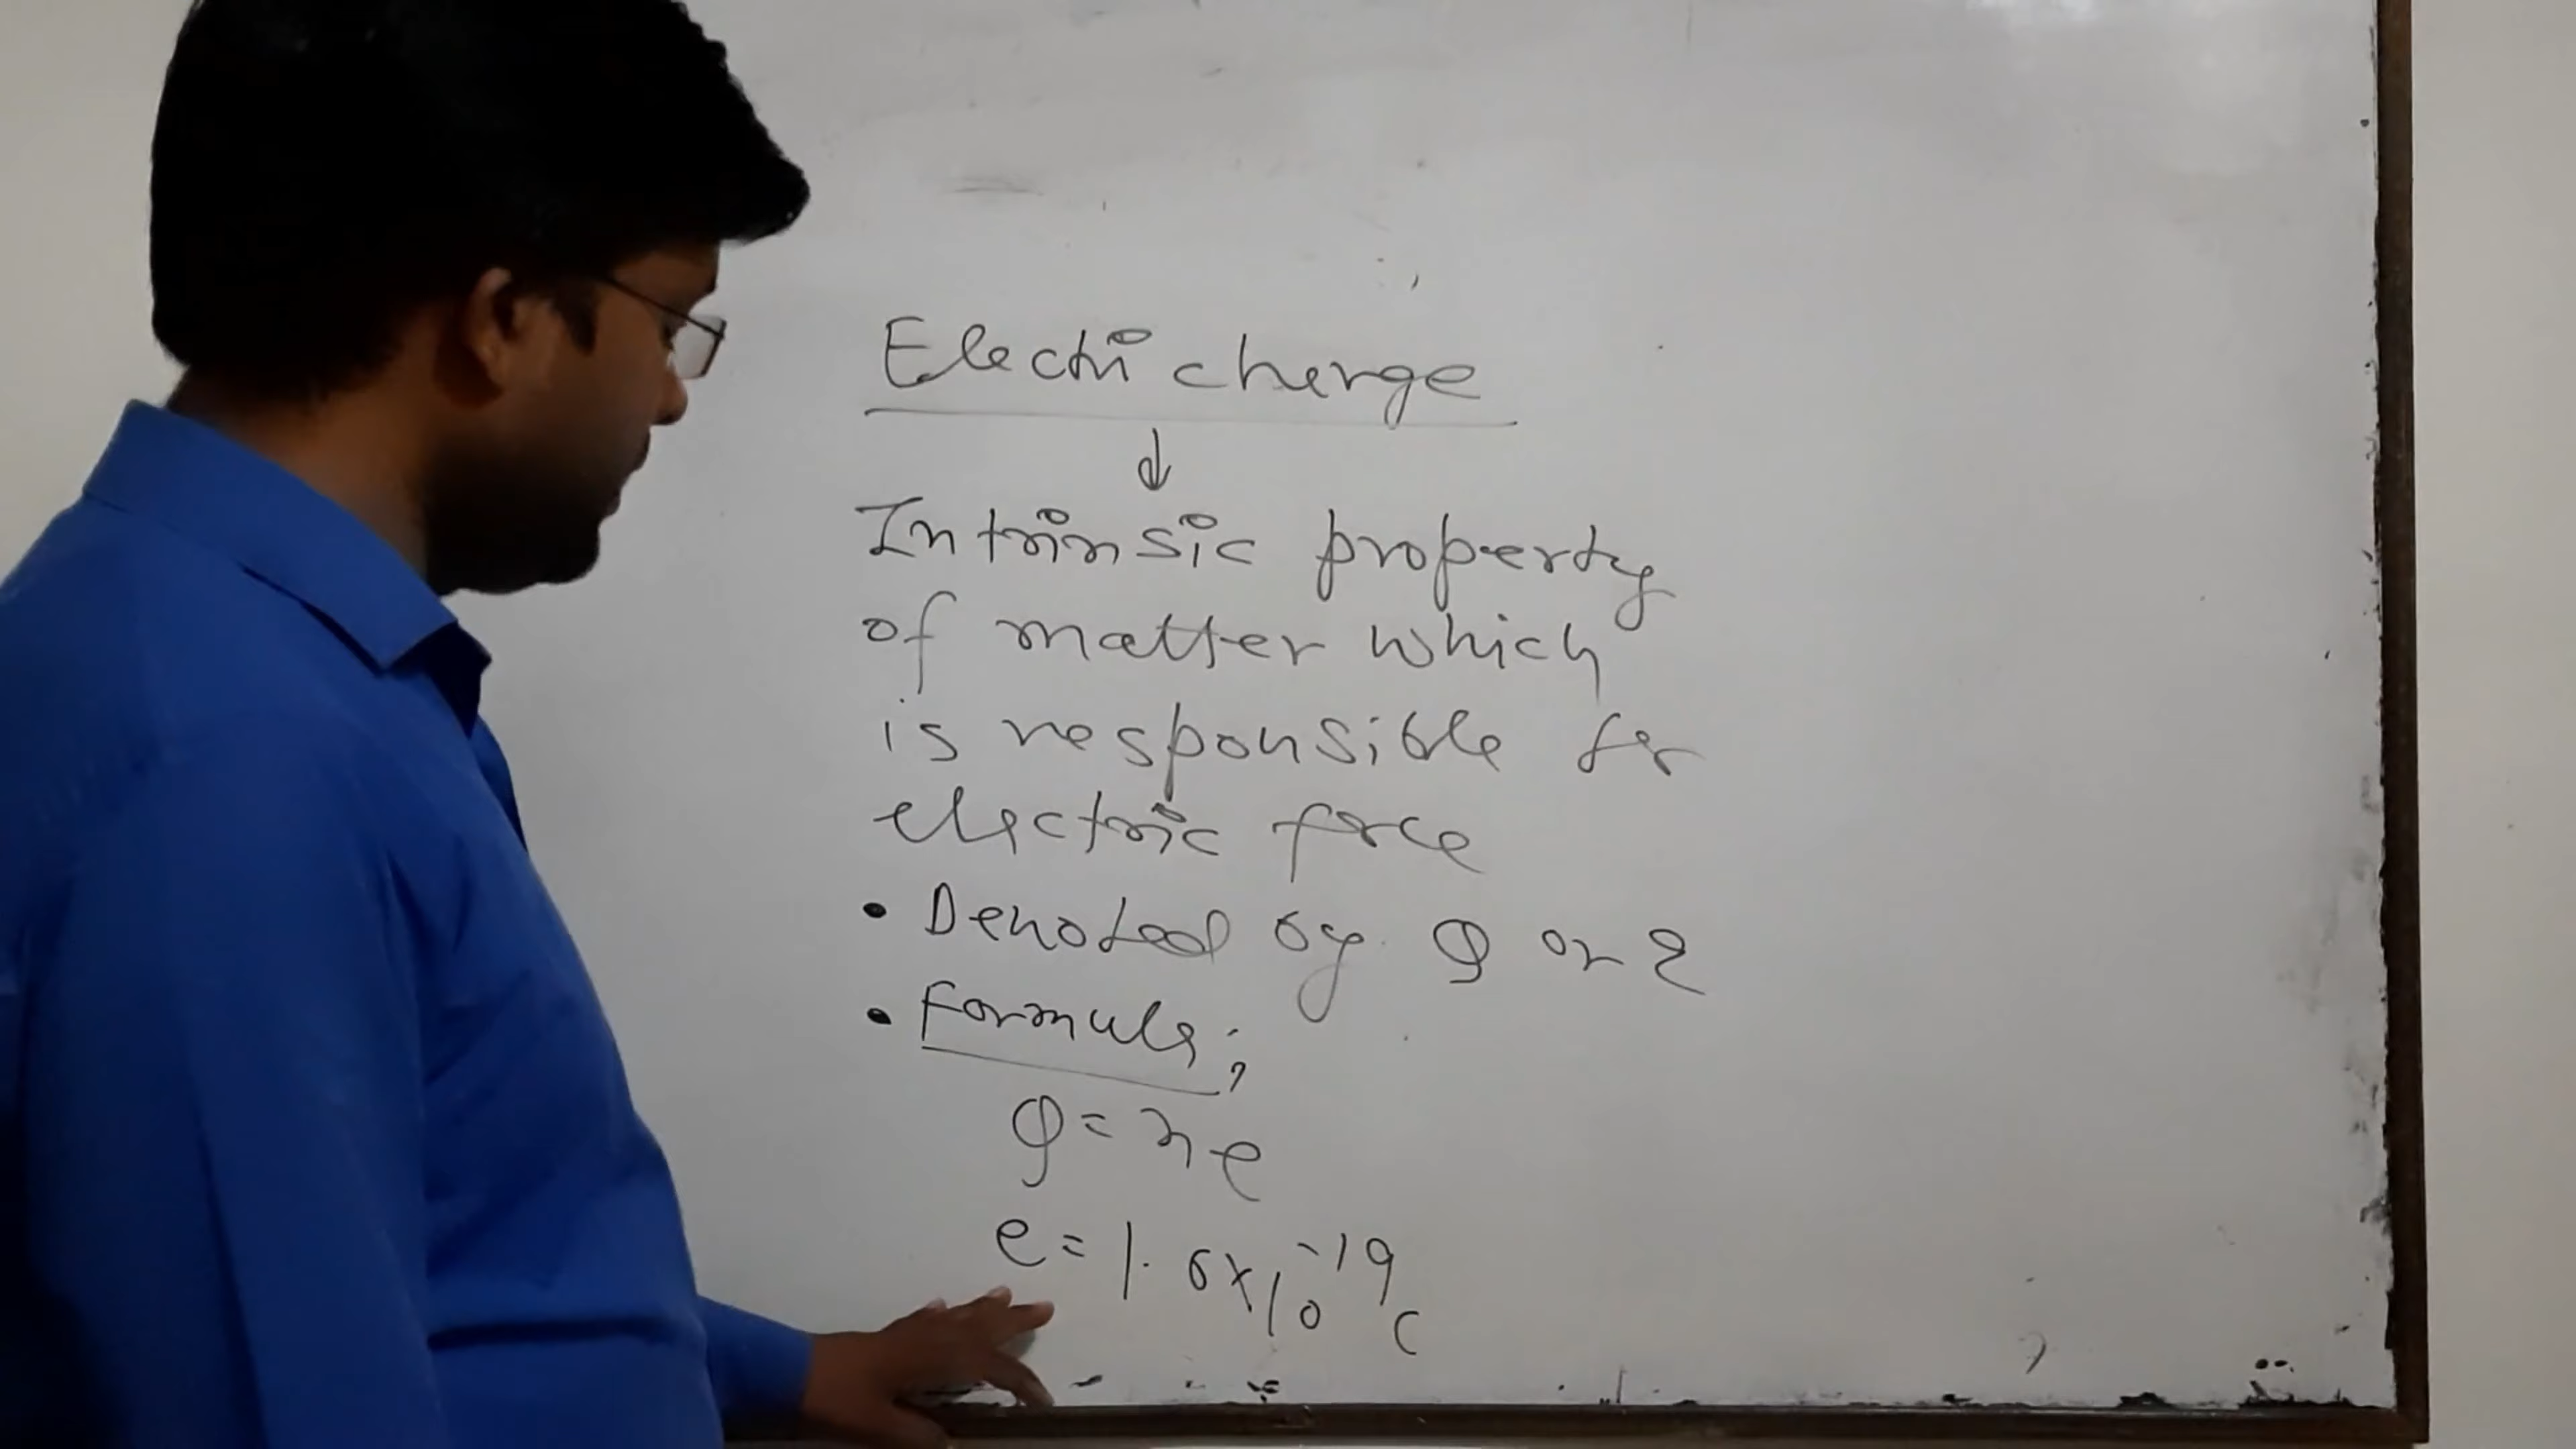 Electri charge
↓
Intrinsic property
of matter which
is responsible for
electric force
• Denoted by Q or q
• Formula;
Q = ne
e = 1.6×10⁻¹⁹C